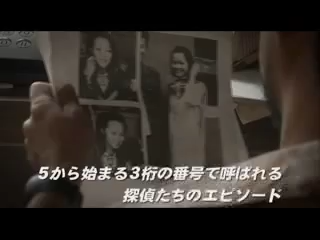 5から始まる3桁の番号で呼ばれる
探偵たちのエピソード